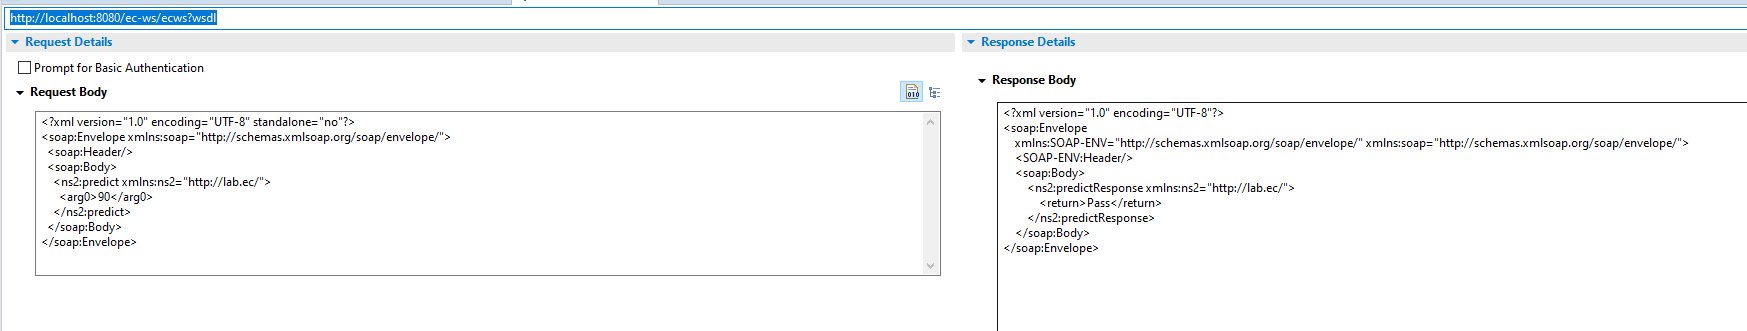 http://localhost:8080/ec-ws/ecws?wsdl
Request Details
Prompt for Basic Authentication
Request Body
<?xml version="1.0" encoding="UTF-8" standalone="no"?>
<soap:Envelope xmlns:soap="http://schemas.xmlsoap.org/soap/envelope/">
<soap:Header/>
<soap:Body>
<ns2:predict xmlns:ns2="http://lab.ec/">
<arg0>90</arg0>
</ns2:predict>
</soap:Body>
</soap:Envelope>
Response Details
Response Body
<?xml version="1.0" encoding="UTF-8"?>
<soap:Envelope
xmlns:SOAP-ENV="http://schemas.xmlsoap.org/soap/envelope/" xmlns:soap="http://schemas.xmlsoap.org/soap/envelope/">
<SOAP-ENV:Header/>
<soap:Body>
<ns2:predictResponse xmlns:ns2="http://lab.ec/">
<return>Pass</return>
</ns2:predictResponse>
</soap:Body>
</soap:Envelope>